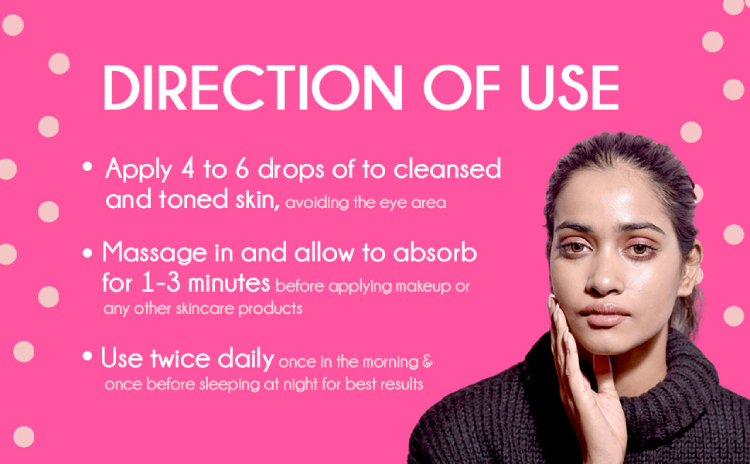 DIRECTION OF USE
• Apply 4 to 6 drops of to cleansed
and toned skin, avoiding the eye area
• Massage in and allow to absorb
for 1-3 minutes before applying makeup or
any other skincare products
• Use twice daily once in the morning &
once before sleeping at night for best results